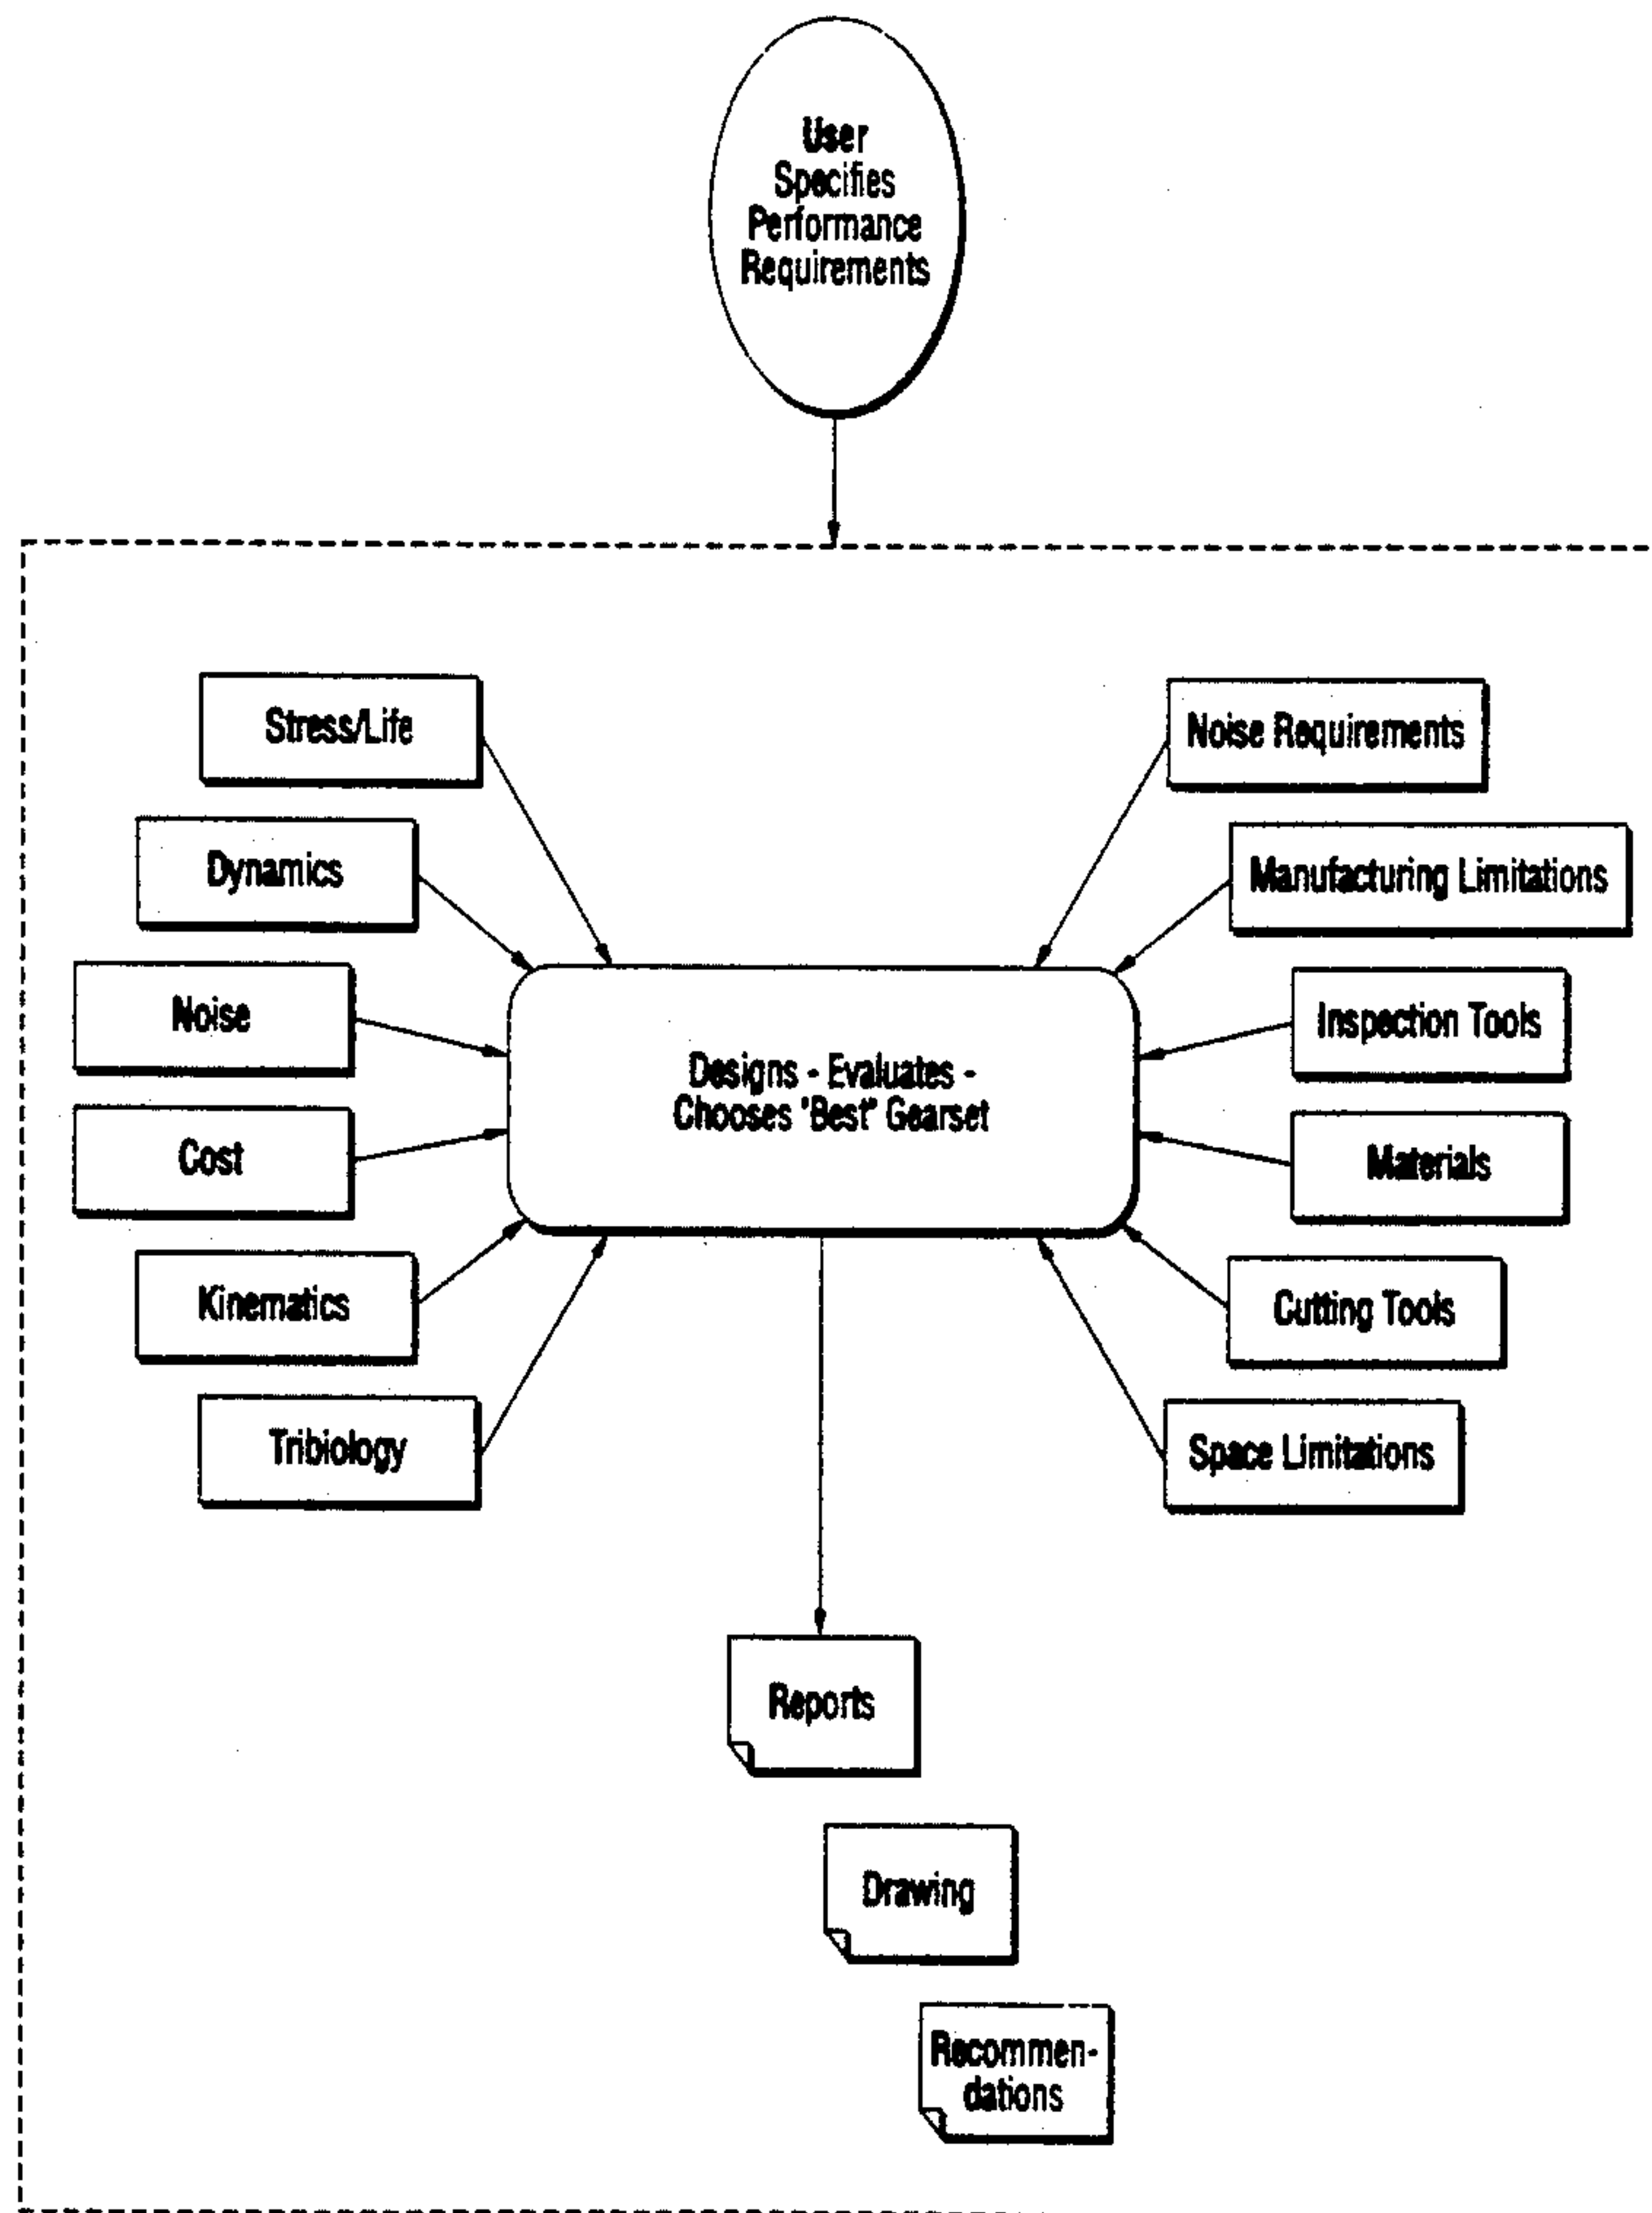 User
Specifies
Performance
Requirements
Stress/Life
Dynamics
Noise
Cost
Kinematics
Tribiology
Noise Requirements
Manufacturing Limitations
Inspection Tools
Materials
Cutting Tools
Space Limitations
Designs - Evaluates -
Chooses "Best" Gearset
Reports
Drawing
Recommen-
dations